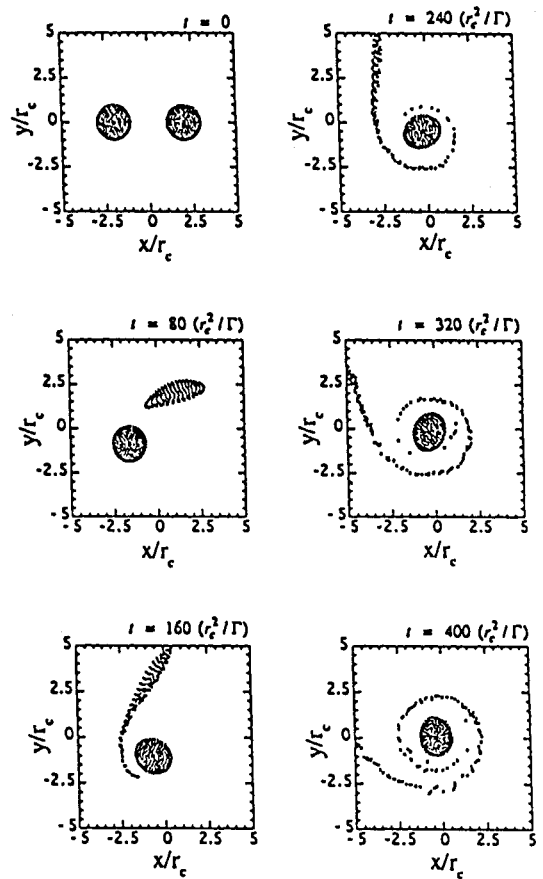 t = 0
y/r_c
5
2.5
0
-2.5
-5
-5 -2.5 0 2.5 5
x/r_c
t = 240 (r_c^2/Γ)
y/r_c
5
2.5
0
-2.5
-5
-5 -2.5 0 2.5 5
x/r_c
t = 80 (r_c^2/Γ)
y/r_c
5
2.5
0
-2.5
-5
-5 -2.5 0 2.5 5
x/r_c
t = 320 (r_c^2/Γ)
y/r_c
5
2.5
0
-2.5
-5
-5 -2.5 0 2.5 5
x/r_c
t = 160 (r_c^2/Γ)
y/r_c
5
2.5
0
-2.5
-5
-5 -2.5 0 2.5 5
x/r_c
t = 400 (r_c^2/Γ)
y/r_c
5
2.5
0
-2.5
-5
-5 -2.5 0 2.5 5
x/r_c